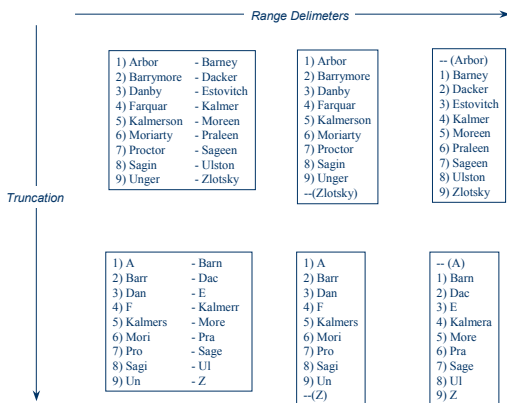 Range Delimeters
1) Arbor - Barney
2) Barrymore - Dacker
3) Danby - Estovitch
4) Farquar - Kalmer
5) Kalmerson - Moreen
6) Moriarty - Praleen
7) Proctor - Sageen
8) Sagin - Ulston
9) Unger - Zlotsky
1) Arbor
2) Barrymore
3) Danby
4) Farquar
5) Kalmerson
6) Moriarty
7) Proctor
8) Sagin
9) Unger
--(Zlotsky)
-- (Arbor)
1) Barney
2) Dacker
3) Estovitch
4) Kalmer
5) Moreen
6) Praleen
7) Sageen
8) Ulston
9) Zlotsky
Truncation
1) A - Barn
2) Barr - Dac
3) Dan - E
4) F - Kalmerr
5) Kalmers - More
6) Mori - Pra
7) Pro - Sage
8) Sagi - Ul
9) Un - Z
1) A
2) Barr
3) Dan
4) F
5) Kalmers
6) Mori
7) Pro
8) Sagi
9) Un
--(Z)
-- (A)
1) Barn
2) Dac
3) E
4) Kalmera
5) More
6) Pra
7) Sage
8) Ul
9) Z